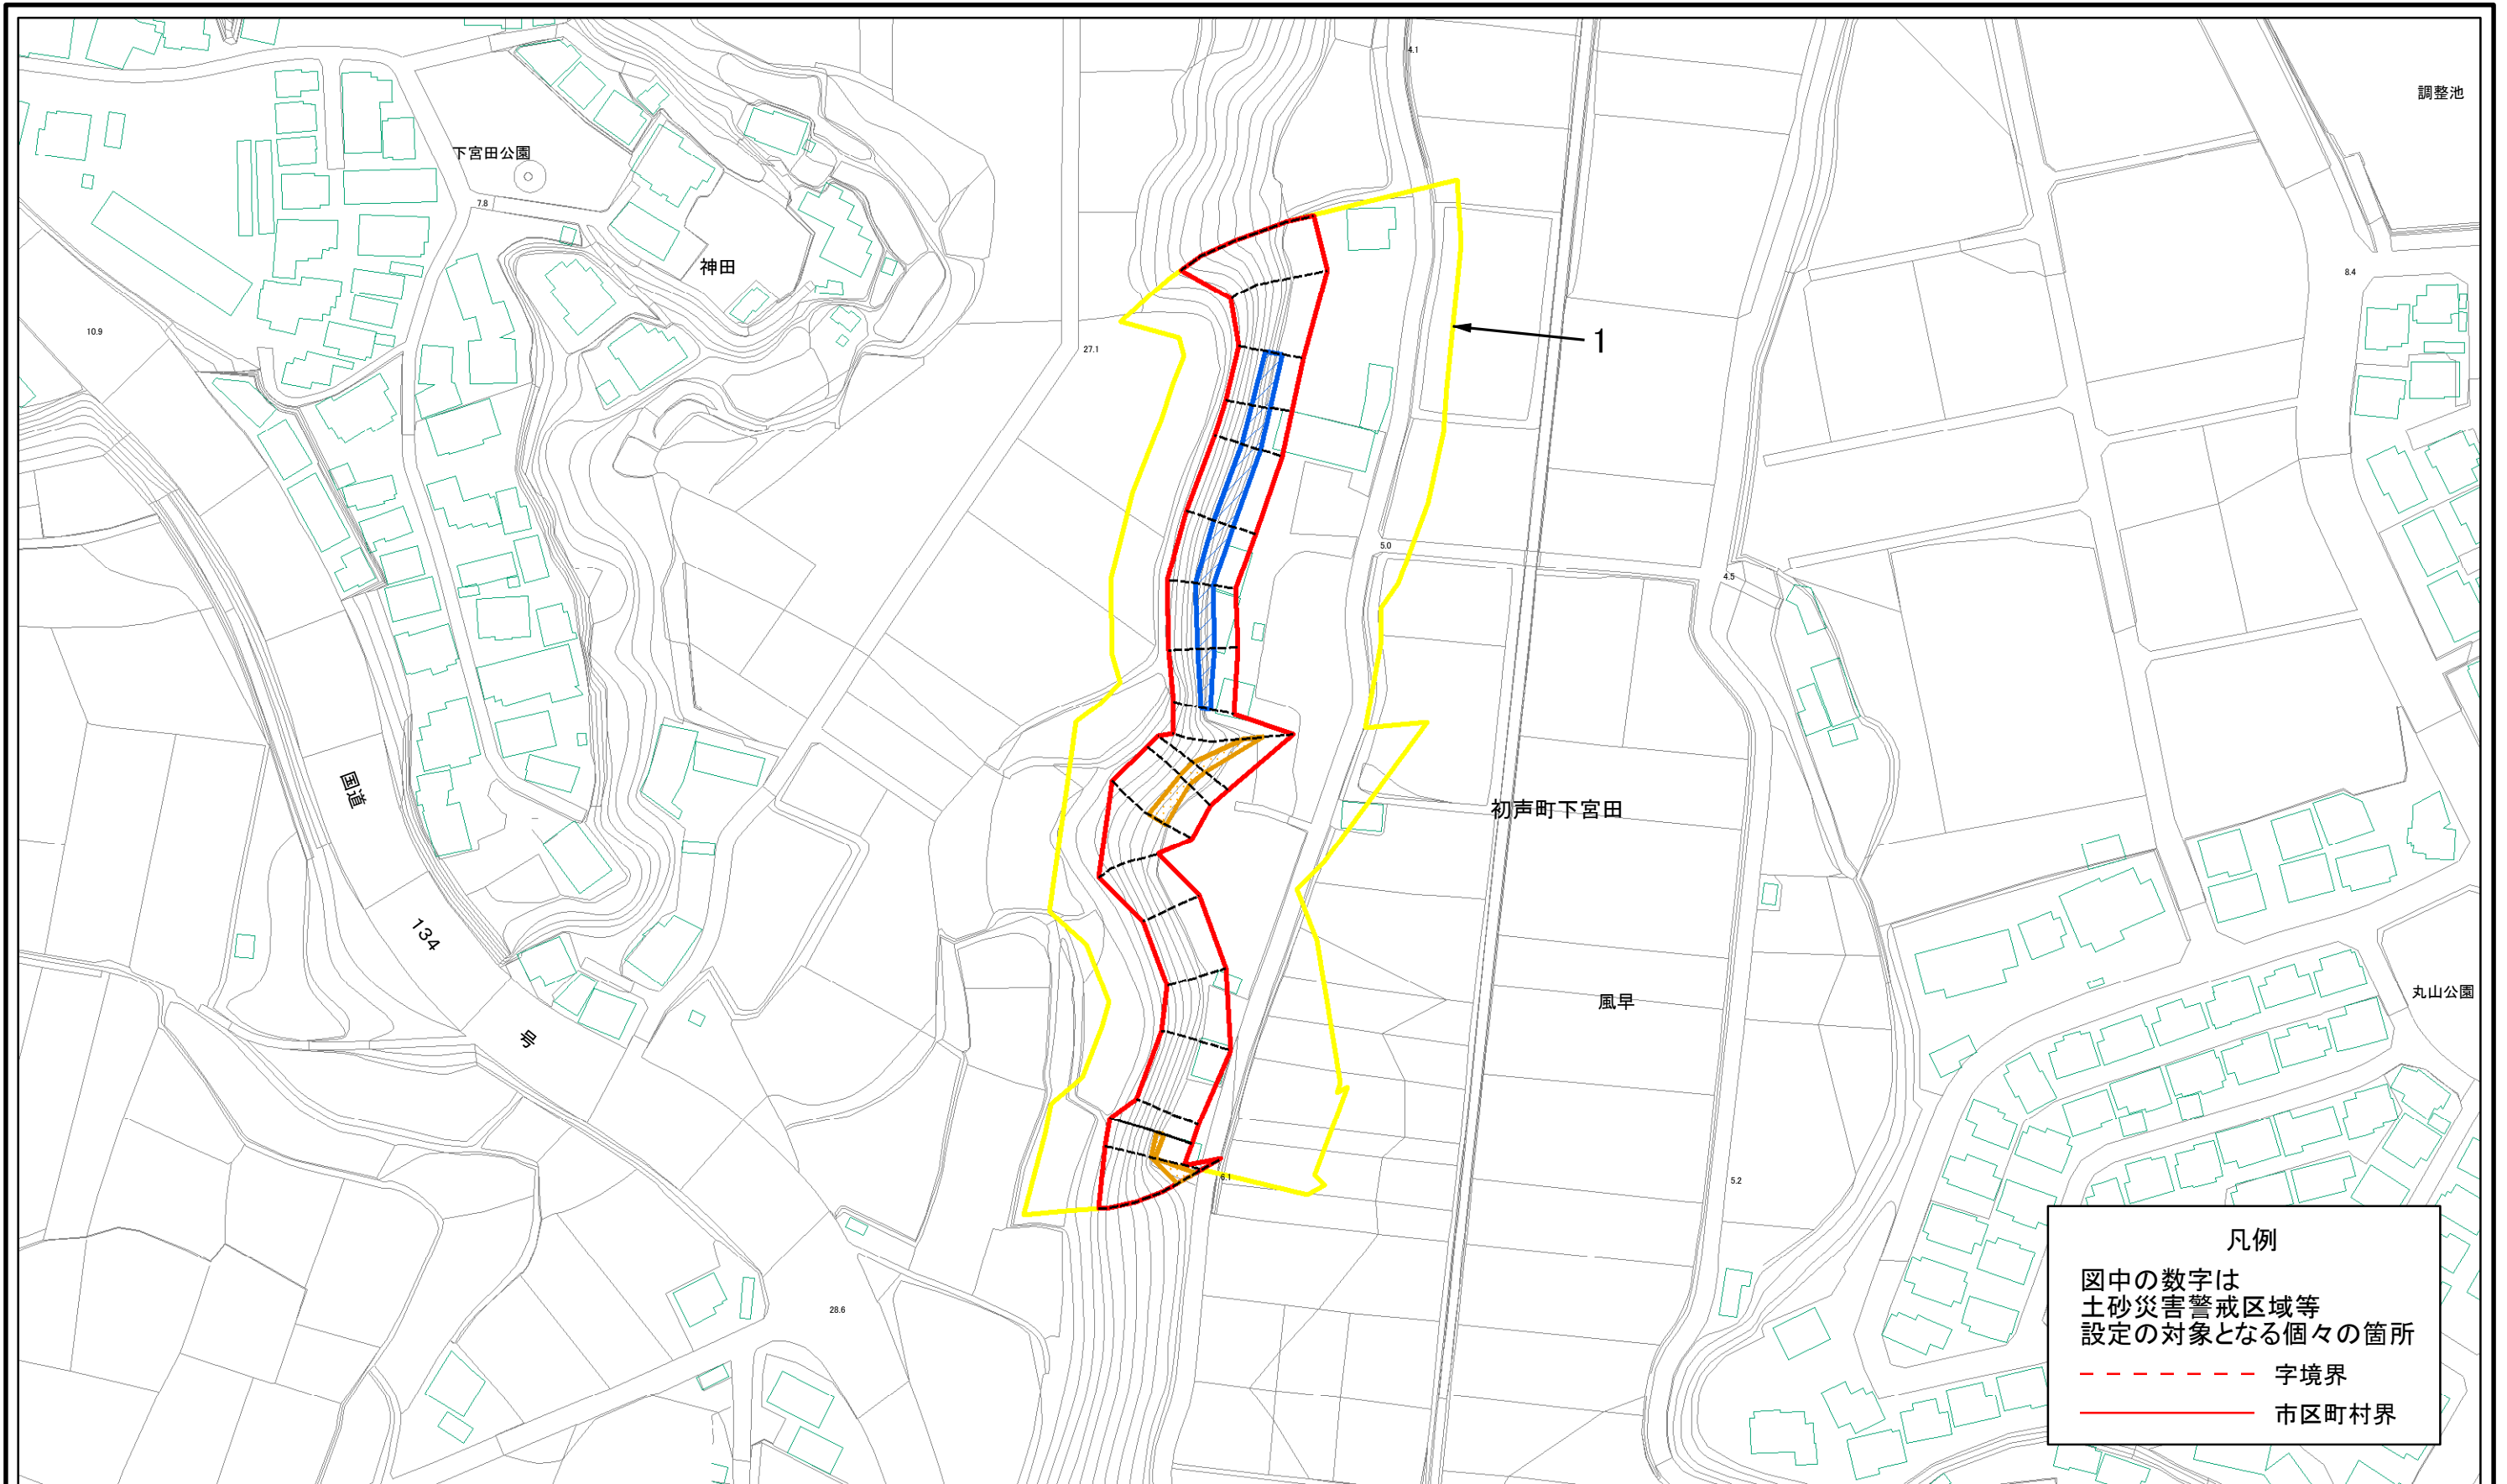 4.1
調整池
下宮田公園
7.8
神田
8.4
10.9
27.1
1
5.0
4.5
国道
初声町下宮田
134
風早
丸山公園
号
6.1
5.2
28.6
凡例
図中の数字は
土砂災害警戒区域等
設定の対象となる個々の箇所
字境界
市区町村界